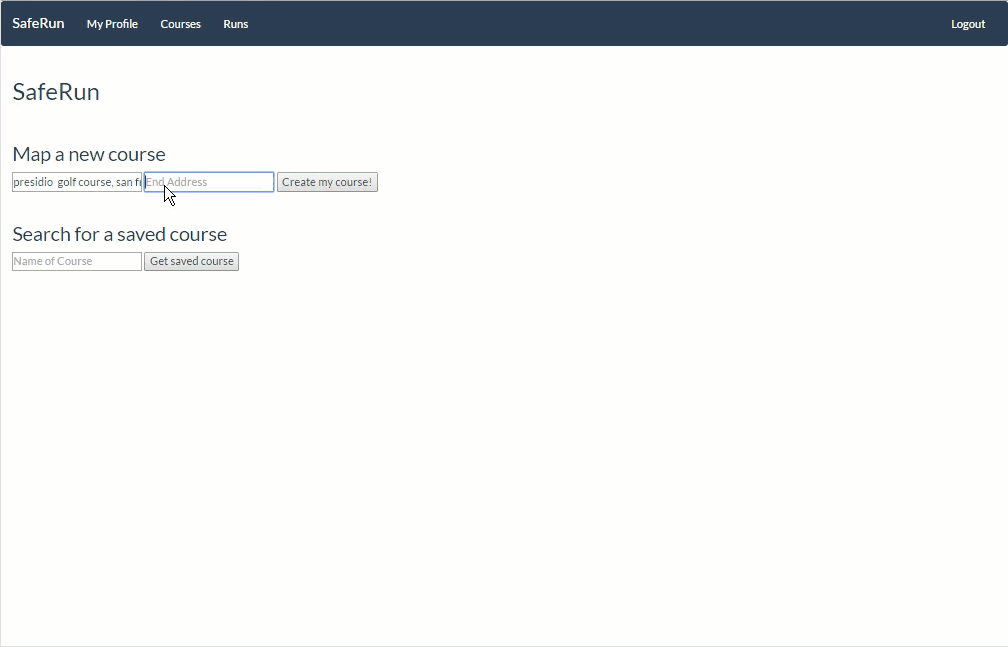 SafeRun My Profile Courses Runs Logout
SafeRun
Map a new course
presidio golf course, san End Address Create my course!
Search for a saved course
Name of Course Get saved course